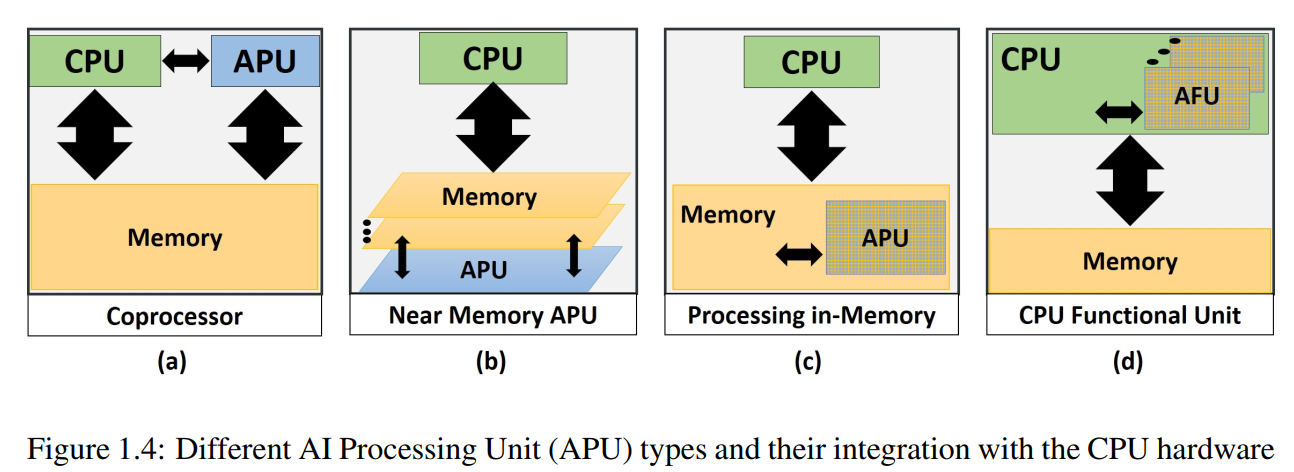 CPU
APU
Memory
Coprocessor
(a)
CPU
Memory
APU
Near Memory APU
(b)
CPU
Memory
APU
Processing in-Memory
(c)
CPU
AFU
Memory
CPU Functional Unit
(d)
Figure 1.4: Different AI Processing Unit (APU) types and their integration with the CPU hardware